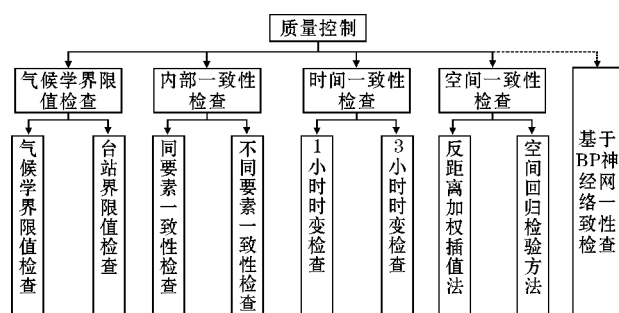 质量控制
气候学界限
值检查
内部一致性
检查
时间一致性
检查
空间一致性
检查
气候学界限值检查
台站界限值检查
同要素一致性检查
不同要素一致性检查
1小时时变检查
3小时时变检查
反距离加权插值法
空间回归检验方法
基于
BP神
经网
络一
致性
检查